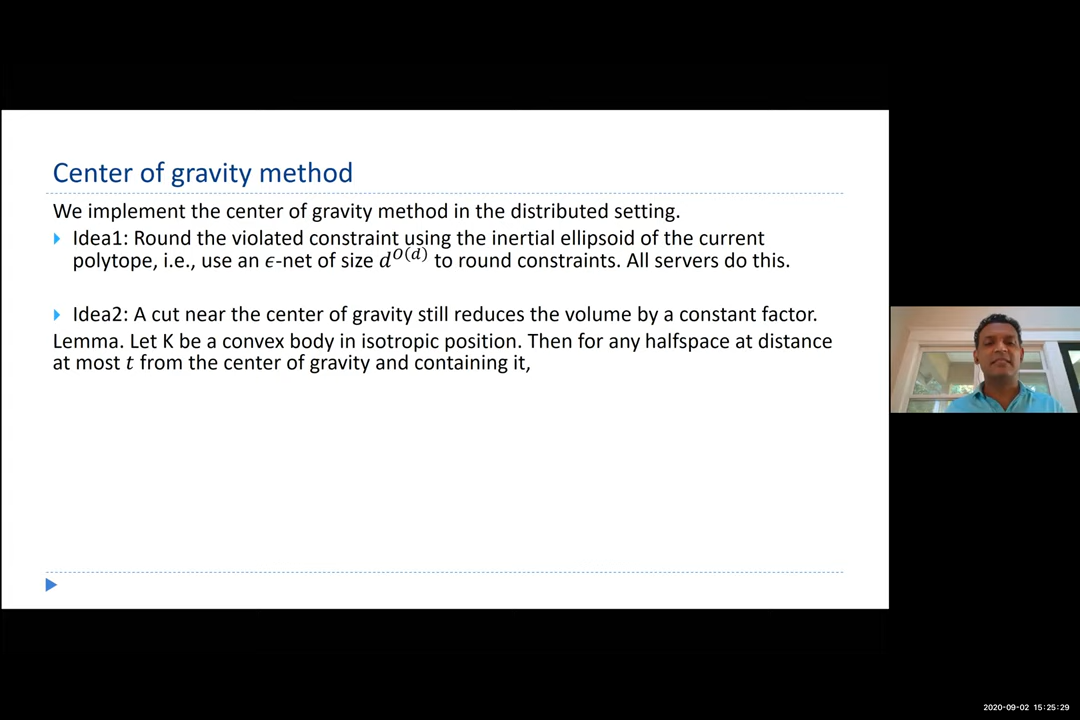 Center of gravity method
We implement the center of gravity method in the distributed setting.
Idea1: Round the violated constraint using the inertial ellipsoid of the current
polytope, i.e., use an ϵ-net of size d^{O(d)} to round constraints. All servers do this.
Idea2: A cut near the center of gravity still reduces the volume by a constant factor.
Lemma. Let K be a convex body in isotropic position. Then for any halfspace at distance
at most t from the center of gravity and containing it,
2020-09-02 15:25:29